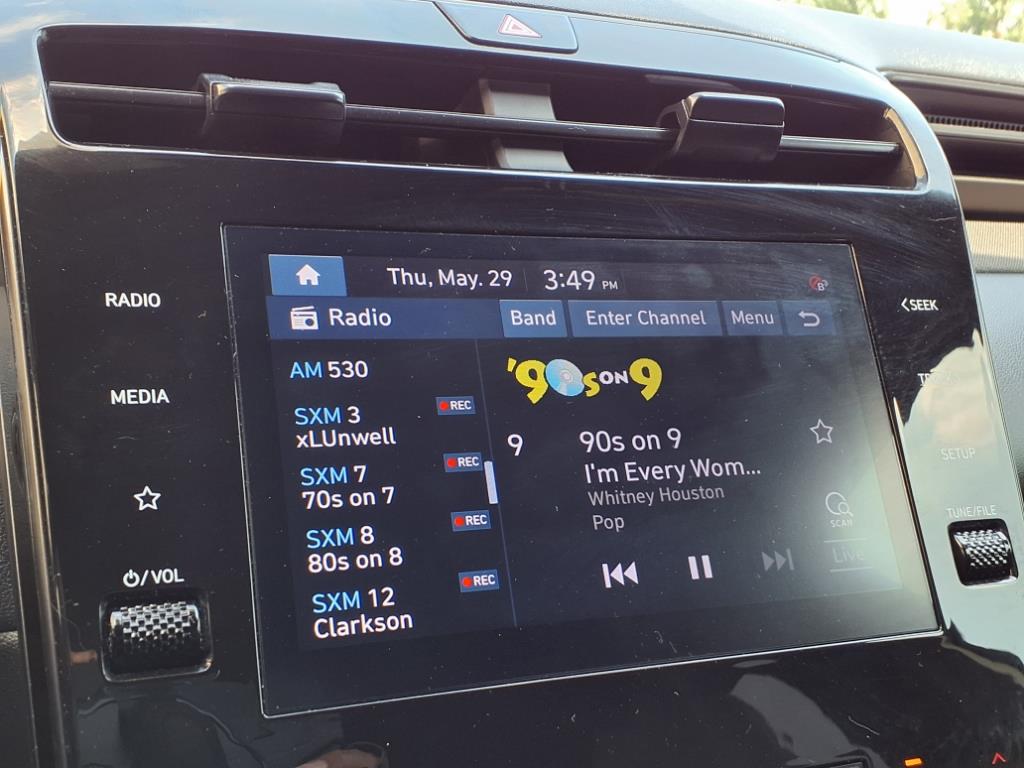 RADIO
MEDIA
⏻/VOL
Thu, May. 29
3:49 PM
Radio
Band
Enter Channel
Menu
AM 530
SXM 3
REC
xLUnwell
SXM 7
REC
70s on 7
SXM 8
REC
80s on 8
SXM 12
REC
Clarkson
'90s ON 9
9
90s on 9
I'm Every Wom...
Whitney Houston
Pop
SCAN
Live
<SEEK
SETUP
TUNE/FILE